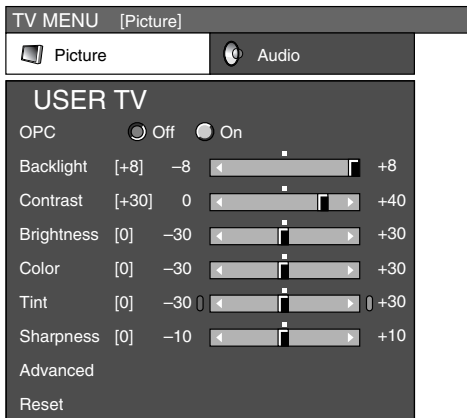 TV MENU [Picture]
Picture Audio
USER TV
OPC Off On
Backlight [+8] –8 +8
Contrast [+30] 0 +40
Brightness [0] –30 +30
Color [0] –30 +30
Tint [0] –30 +30
Sharpness [0] –10 +10
Advanced
Reset